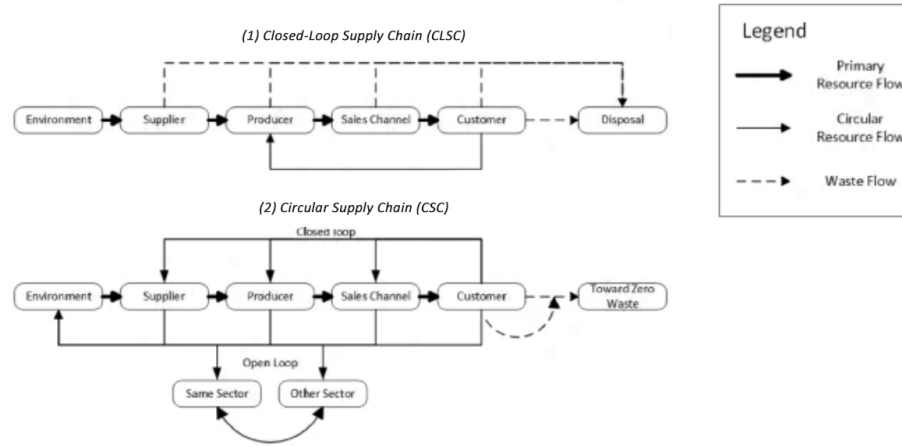 (1) Closed-Loop Supply Chain (CLSC)
Environment
Supplier
Producer
Sales Channel
Customer
Disposal
(2) Circular Supply Chain (CSC)
Closed loop
Environment
Supplier
Producer
Sales Channel
Customer
Toward Zero
Waste
Open Loop
Same Sector
Other Sector
Legend
Primary
Resource Flow
Circular
Resource Flow
Waste Flow